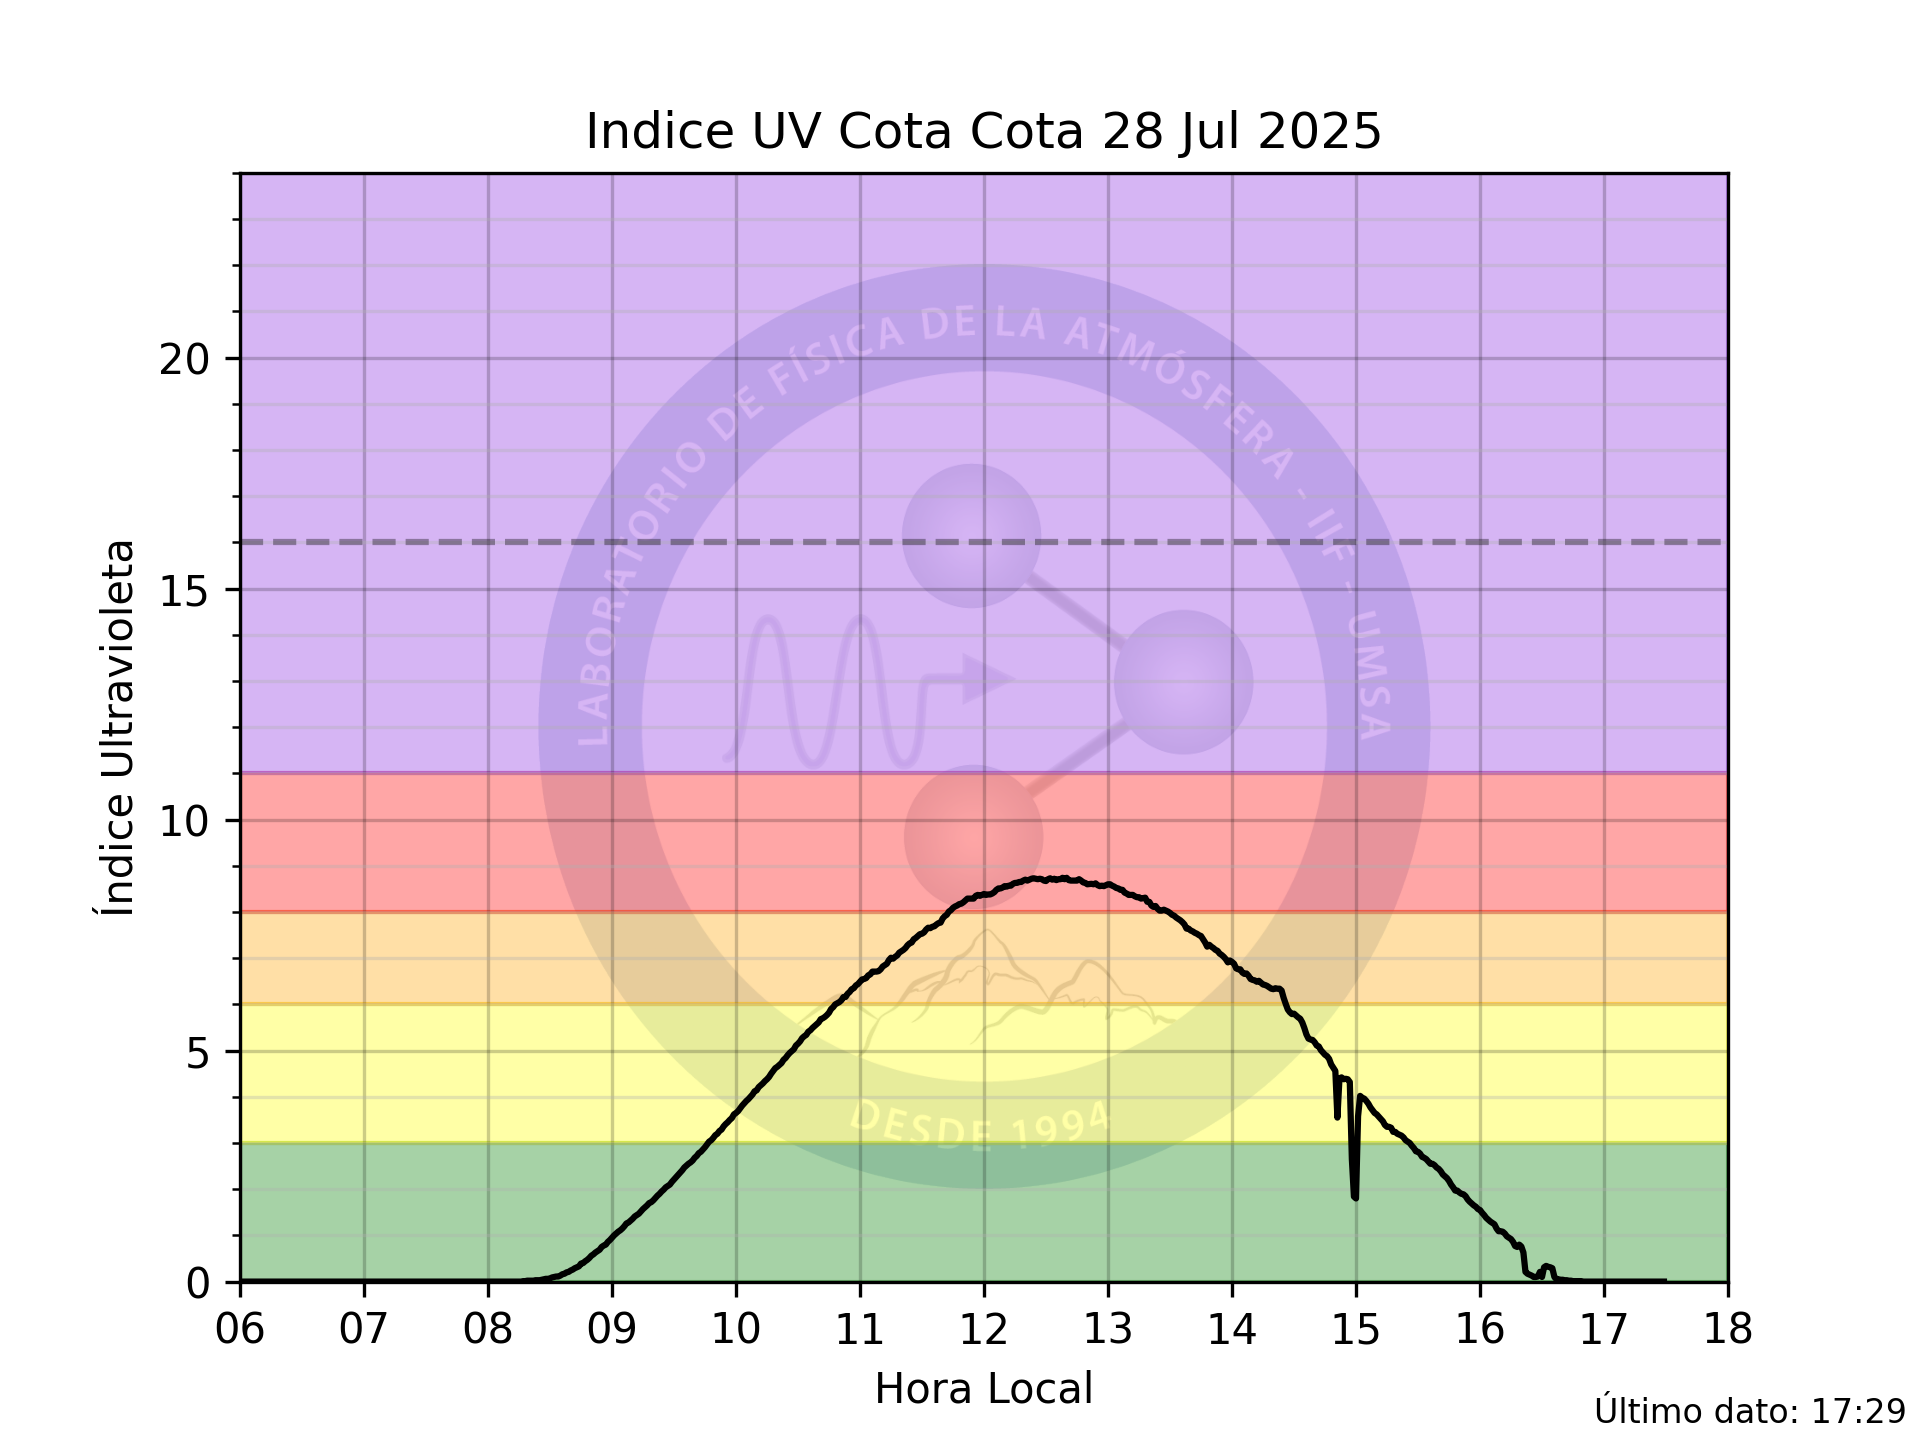 Indice UV Cota Cota 28 Jul 2025
Índice Ultravioleta
20
15
10
5
0
LABORATORIO DE FÍSICA DE LA ATMÓSFERA - IIF - UMSA
DESDE 1994
06 07 08 09 10 11 12 13 14 15 16 17 18
Hora Local
Último dato: 17:29